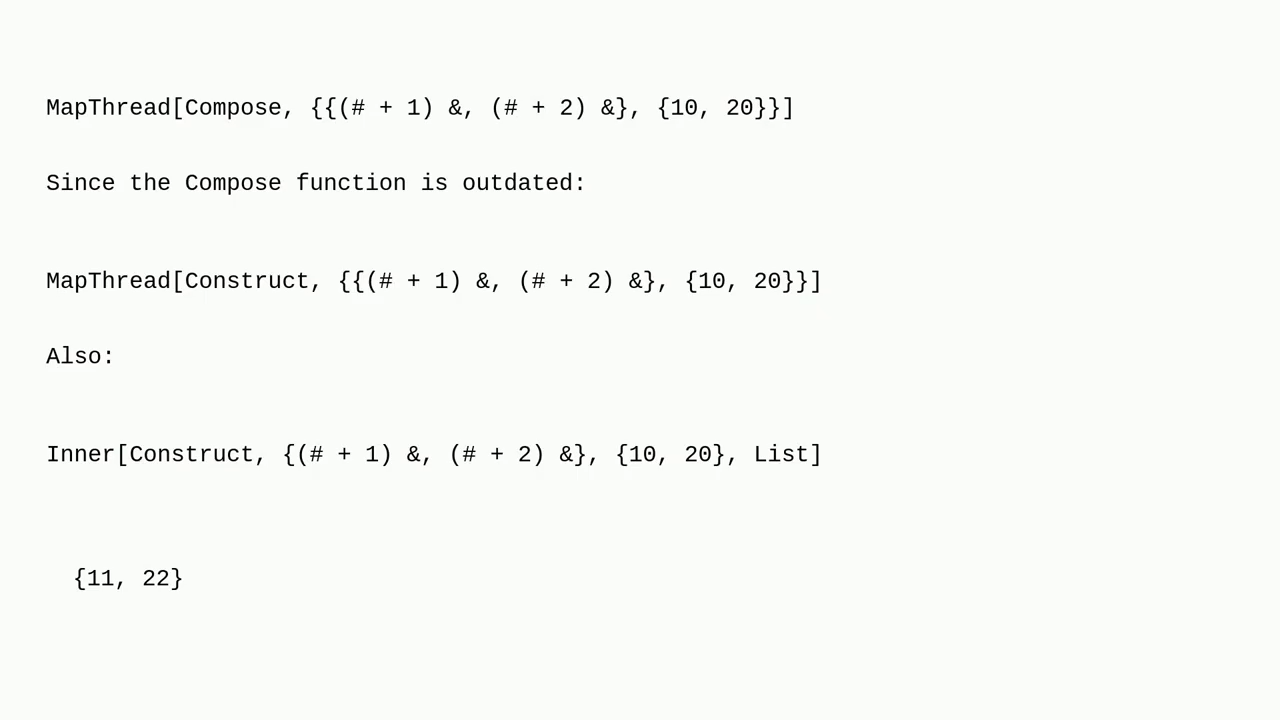 MapThread[Compose, {{(# + 1) &, (# + 2) &}, {10, 20}}]
Since the Compose function is outdated:
MapThread[Construct, {{(# + 1) &, (# + 2) &}, {10, 20}}]
Also:
Inner[Construct, {(# + 1) &, (# + 2) &}, {10, 20}, List]
{11, 22}